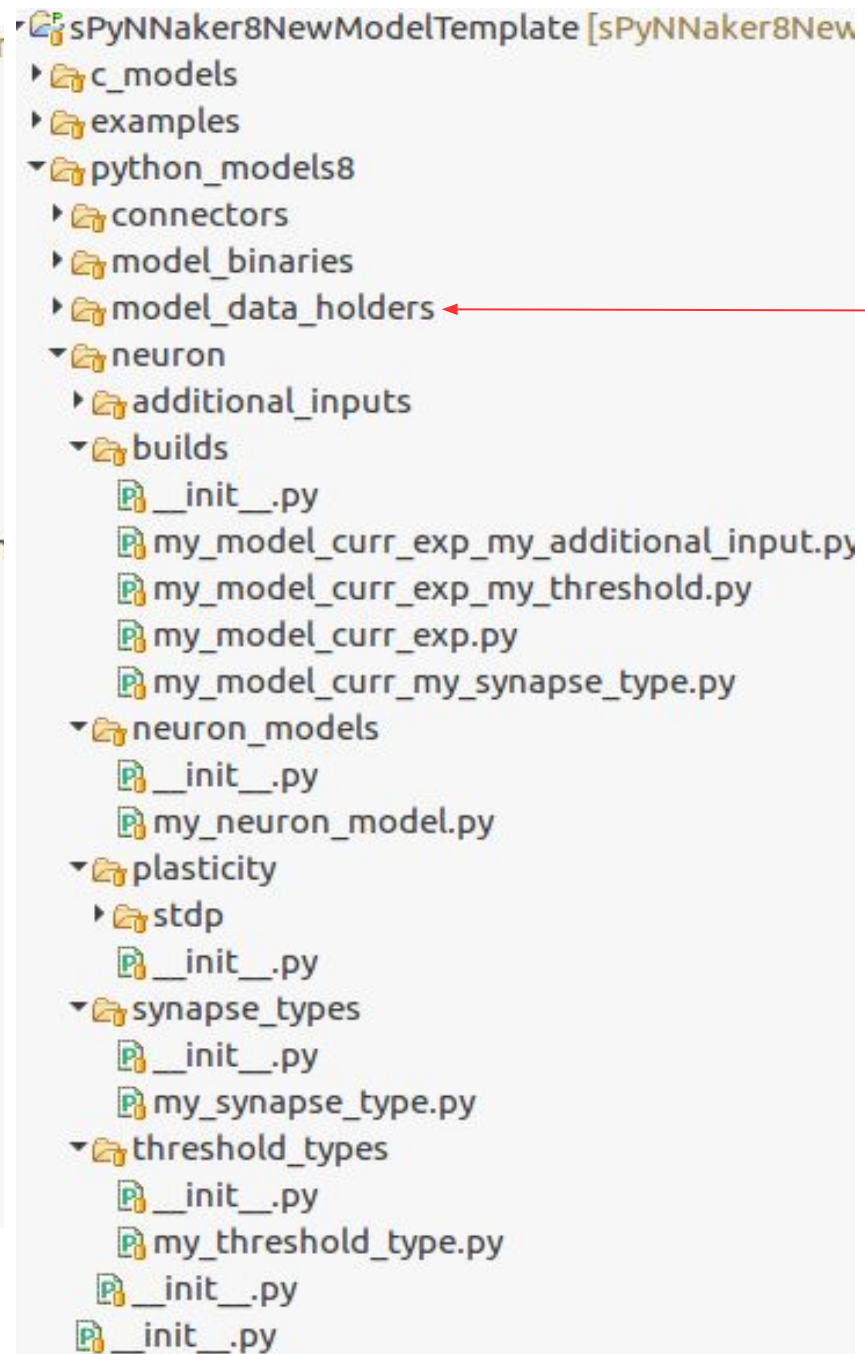 sPyNNaker8NewModelTemplate [sPyNNaker8New
c_models
examples
python_models8
connectors
model_binaries
model_data_holders
neuron
additional_inputs
builds
__init__.py
my_model_curr_exp_my_additional_input.py
my_model_curr_exp_my_threshold.py
my_model_curr_exp.py
my_model_curr_my_synapse_type.py
neuron_models
__init__.py
my_neuron_model.py
plasticity
stdp
__init__.py
synapse_types
__init__.py
my_synapse_type.py
threshold_types
__init__.py
my_threshold_type.py
__init__.py
__init__.py